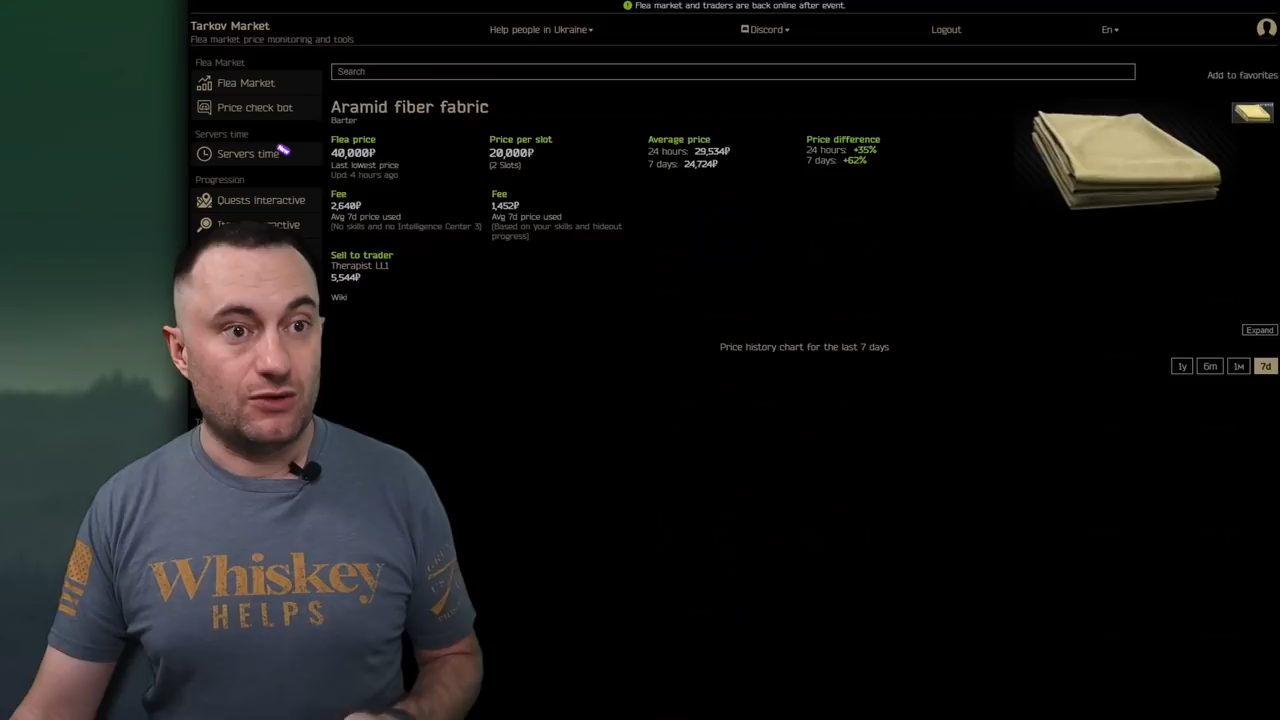 Flea market and traders are back online after event.
Tarkov Market
Flea market price monitoring and tools
Help people in Ukraine
Discord
Logout
En
Flea Market
Flea Market
Price check bot
Servers time
Servers time
Progression
Quests interactive
Search
Add to favorites
Aramid fiber fabric
Barter
Flea price
40,000₽
Last lowest price
Upd: 4 hours ago
Price per slot
20,000₽
(2 Slots)
Average price
24 hours: 29,534₽
7 days: 24,724₽
Price difference
24 hours: +35%
7 days: +62%
Fee
2,640₽
Avg 7d price used
(No skills and no Intelligence Center 3)
Fee
1,452₽
Avg 7d price used
(Based on your skills and hideout
progress)
Sell to trader
Therapist LL1
5,544₽
Wiki
Expand
Price history chart for the last 7 days
1y 6m 1м 7d
Whiskey
HELPS